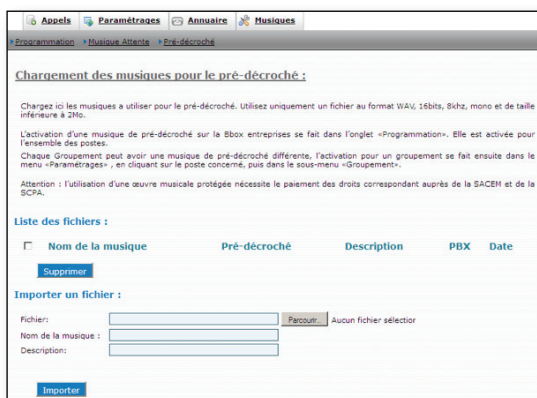 Appels Paramétrages Annuaire Musiques
Programmation Musique Attente Pré-décroché
Chargement des musiques pour le pré-décroché :
Chargez ici les musiques a utiliser pour le pré-décroché. Utilisez uniquement un fichier au format WAV, 16bits, 8khz, mono et de taille
inférieure à 2Mo.
L'activation d'une musique de pré-décroché sur la Bbox entreprises se fait dans l'onglet «Programmation». Elle est activée pour
l'ensemble des postes.
Chaque Groupement peut avoir une musique de pré-décroché différente, l'activation pour un groupement se fait ensuite dans le
menu «Paramétrages» , en cliquant sur le poste concerné, puis dans le sous-menu «Groupement».
Attention : l'utilisation d'une œuvre musicale protégée nécessite le paiement des droits correspondant auprès de la SACEM et de la
SCPA.
Liste des fichiers :
Nom de la musique Pré-décroché Description PBX Date
Supprimer
Importer un fichier :
Fichier: Parcourir... Aucun fichier sélection
Nom de la musique :
Description:
Importer